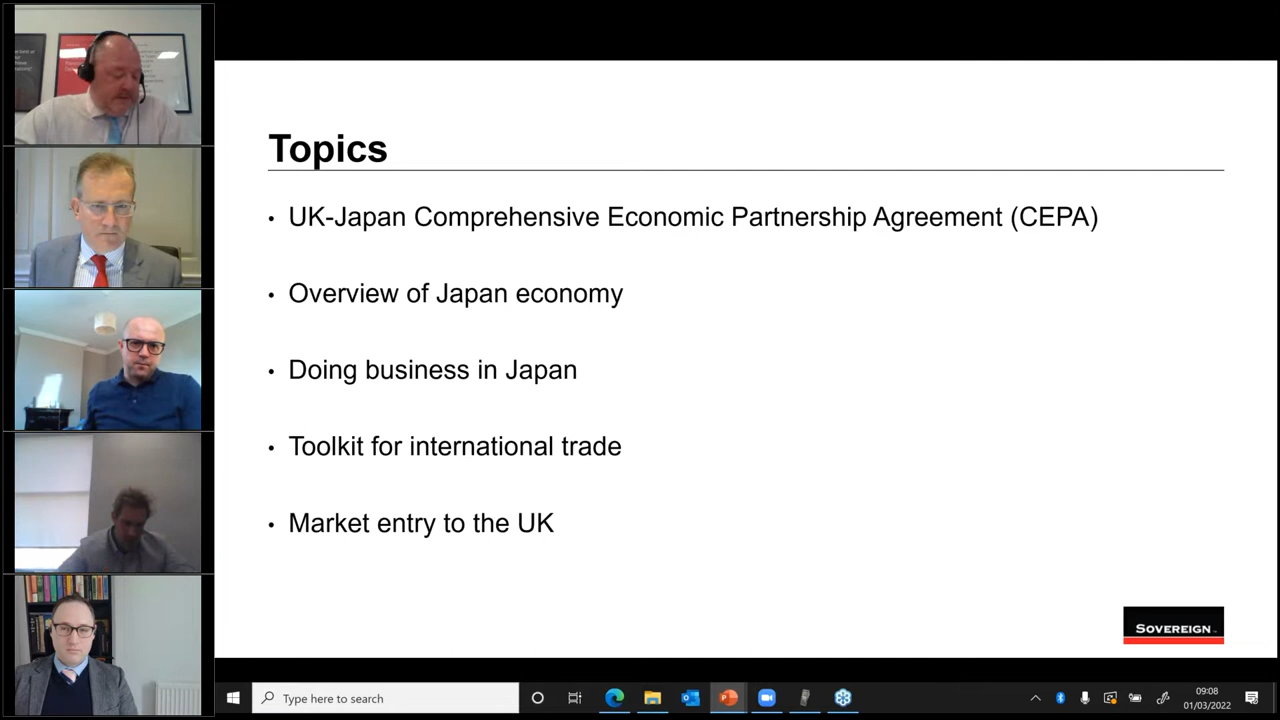 Topics
• UK-Japan Comprehensive Economic Partnership Agreement (CEPA)
• Overview of Japan economy
• Doing business in Japan
• Toolkit for international trade
• Market entry to the UK
SOVEREIGN
Type here to search
09:08
01/03/2022